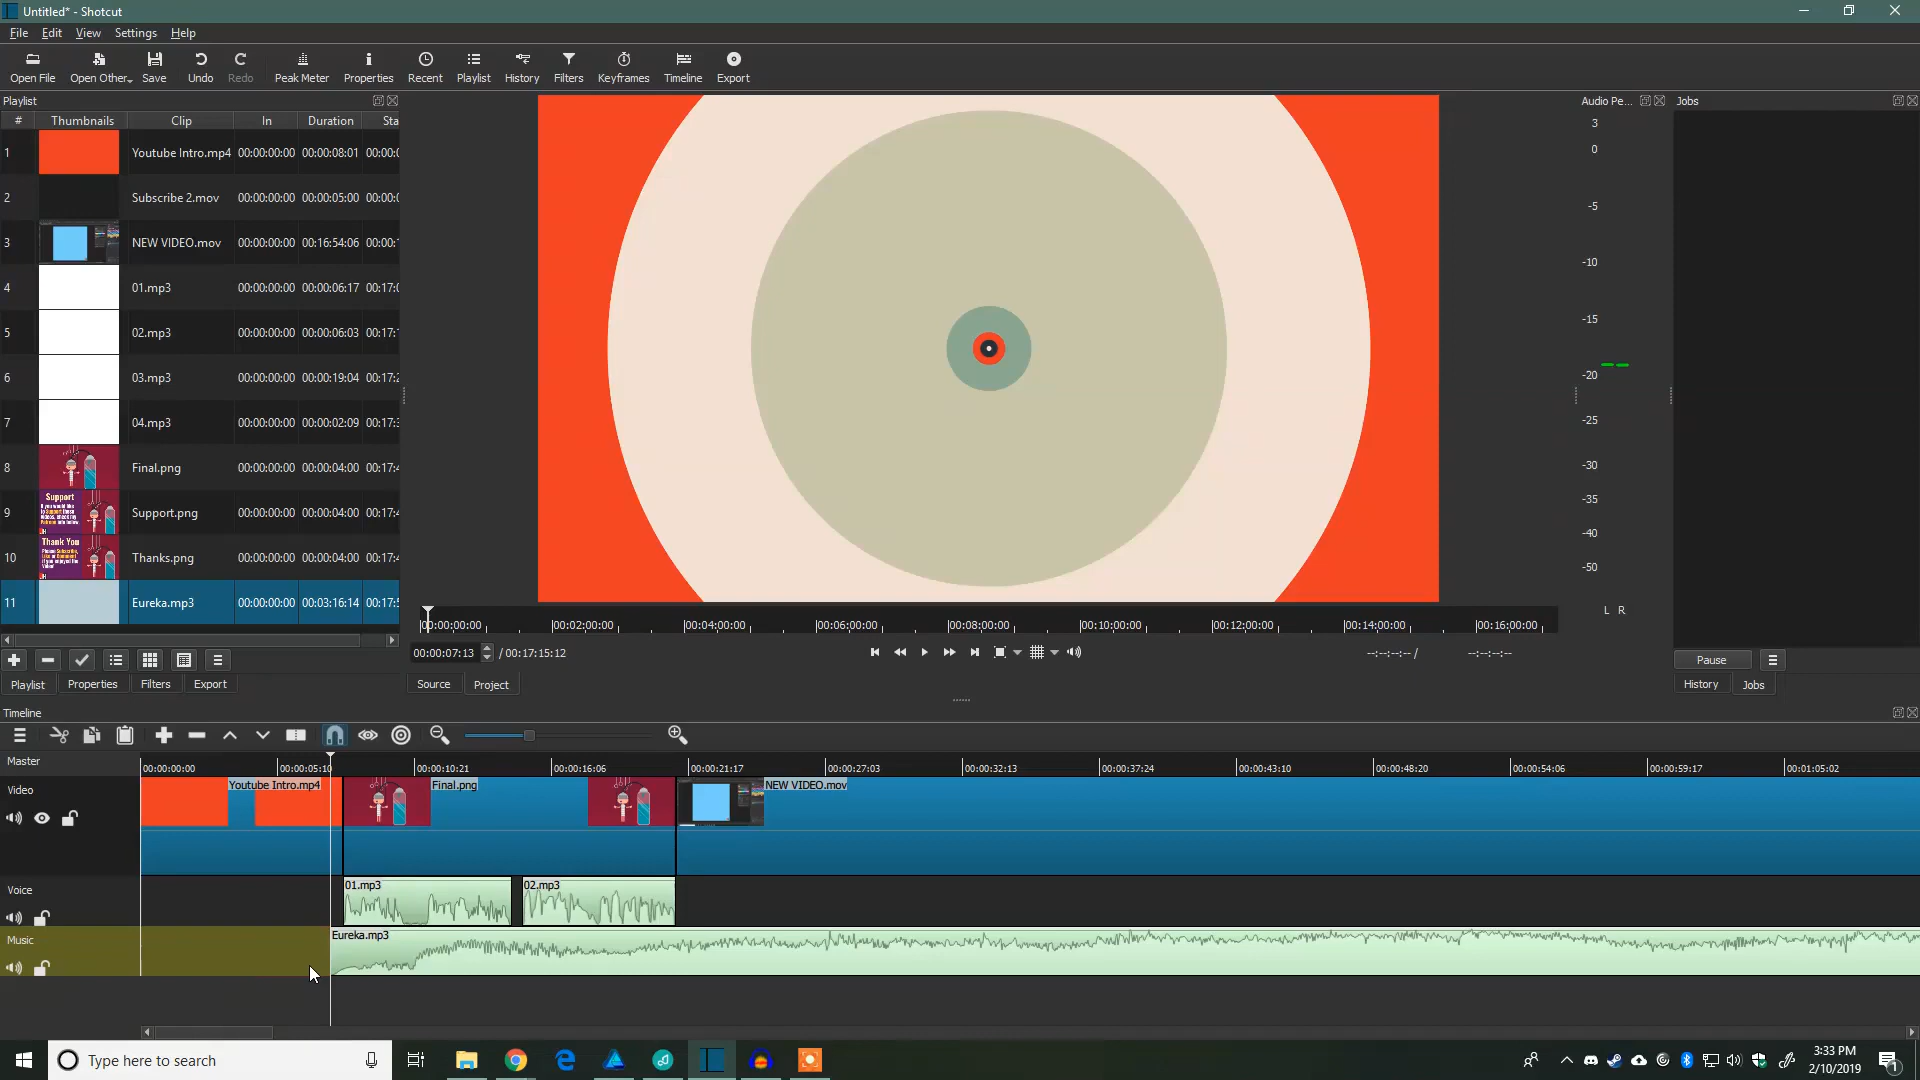 Untitled* - Shotcut
File Edit View Settings Help
Open File Open Other Save Undo Redo Peak Meter Properties Recent Playlist History Filters Keyframes Timeline Export
Playlist
# Thumbnails Clip In Duration Sta
1 Youtube Intro.mp4 00:00:00:00 00:00:08:01 00:00:0
2 Subscribe 2.mov 00:00:00:00 00:00:05:00 00:00:0
3 NEW VIDEO.mov 00:00:00:00 00:16:54:06 00:00:1
4 01.mp3 00:00:00:00 00:00:06:17 17:0
5 02.mp3 00:00:00:00 00:00:06:03 00:17:1
6 03.mp3 00:00:00:00 00:00:19:04 00:17:2
7 04.mp3 00:00:00:00 00:00:02:09 00:17:3
8 Final.png 00:00:00:00 00:00:04:00 00:17:4
Support
9 Support.png 00:00:00:00 00:00:04:00 00:17:4
Thank You
10 Thanks.png 00:00:00:00 00:00:04:00 00:17:4
11 Eureka.mp3 00:00:00:00 00:03:16:14 00:17:5
Playlist Properties Filters Export
00:00:00:00 00:02:00:00 00:04:00:00 00:06:00:00 00:08:00:00 00:10:00:00 00:12:00:00 00:14:00:00 00:16:00:00
00:00:07:13 / 00:17:15:12 --:--:--:-- / --:--:--:--
Source Project
Audio Pe...
3
0
-5
-10
-15
-20
-25
-30
-35
-40
-50
L R
Jobs
Pause
History Jobs
Timeline
Master
00:00:00:00 00:00:05:10 00:00:10:21 00:00:16:06 00:00:21:17 00:00:27:03 00:00:32:13 00:00:37:24 00:00:43:10 00:00:48:20 00:00:54:06 00:00:59:17 00:01:05:02
Video
Youtube Intro.mp4 Final.png NEW VIDEO.mov
Voice
01.mp3 02.mp3
Music
Eureka.mp3
Type here to search
3:33 PM
2/10/2019
1